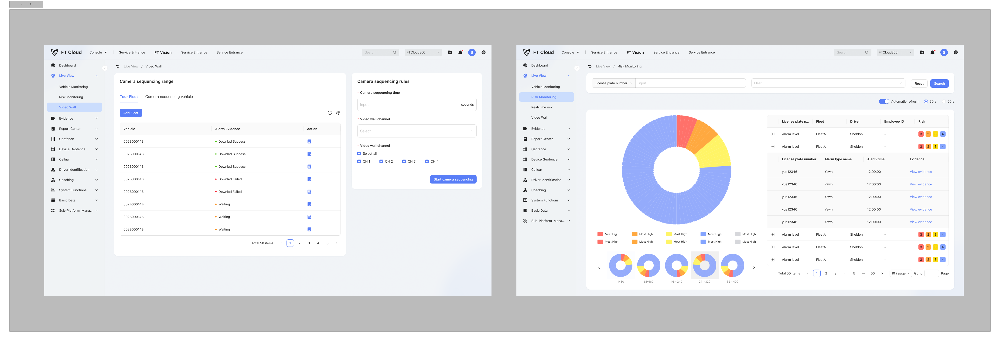 - &
FT Cloud Console Service Entrance FT Vision Service Entrance Service Entrance Search FTCloud350 S
Dashboard
Live View
Vehicle Monitoring
Risk Monitoring
Video Wall
Evidence
Report Center
Geofence
Device Geofence
Celluar
Driver Identification
Coaching
System Functions
Basic Data
Sub-Platform Mana...
Live View / Video Walll
Camera sequencing range
Tour Fleet Camera sequencing vehicle
Add Fleet
Vehicle Alarm Evidence Action
002B00014B Downlad Success
002B00014B Downlad Success
002B00014B Downlad Success
002B00014B Downlad Failed
002B00014B Downlad Failed
002B00014B Waiting
002B00014B Waiting
002B00014B Waiting
Total 50 items < 1 2 3 4 5 >
Camera sequencing rules
* Camera sequencing time
Input seconds
* Video wall channel
Select
* Video wall channel
Select all
CH 1 CH 2 CH 3 CH 4
Start camera sequencing
FT Cloud Console Service Entrance FT Vision Service Entrance Service Entrance Search FTCloud350 S
Dashboard
Live View
Vehicle Monitoring
Risk Monitoring
Real-time risk
Video Wall
Evidence
Report Center
Geofence
Device Geofence
Celluar
Driver Identification
Coaching
System Functions
Basic Data
Sub-Platform Mana...
Live View / Risk Monitoring
License plate number Input Fleet Reset Search
Automatic refresh 30 s 60 s
Most High Most High Most High Most High Most High
Most High Most High Most High Most High Most High
1~80 81~160 161~240 241~320 321~400
License plate n... Fleet Driver Employee ID Risk
+ Alarm level FleetA Sheldon - 3 2 3 4
− Alarm level FleetA Sheldon - 3 2 3 4
License plate number Alarm type name Alarm time Evidence
yue12346 Yawn 12:00:00 View evidence
yue12346 Yawn 12:00:00 View evidence
yue12346 Yawn 12:00:00 View evidence
yue12346 Yawn 12:00:00 View evidence
yue12346 Yawn 12:00:00 View evidence
+ Alarm level FleetA Sheldon - 3 2 3 4
+ Alarm level FleetA Sheldon - 3 2 3 4
+ Alarm level FleetA Sheldon - 3 2 3 4
Total 50 items < 1 2 3 4 5 ··· 50 > 10 / page Go to Page